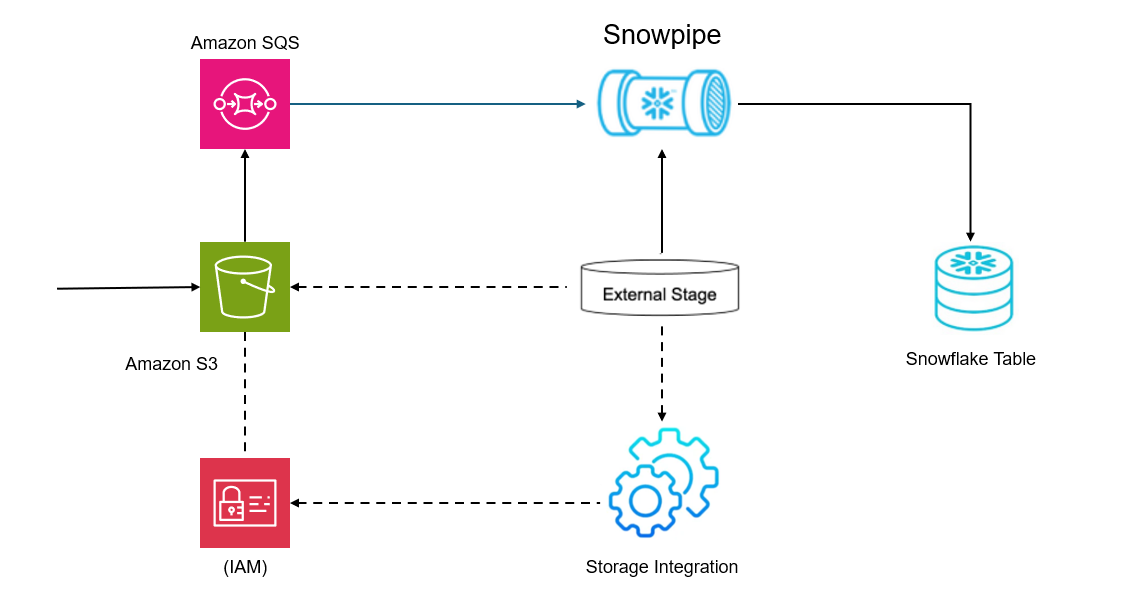 Amazon SQS
Snowpipe
External Stage
Amazon S3
Snowflake Table
(IAM)
Storage Integration